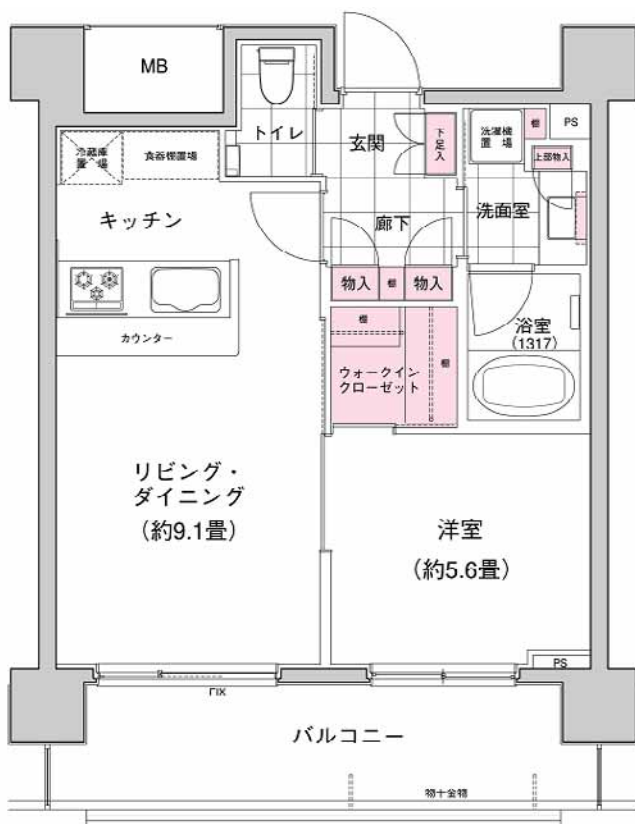 MB
トイレ
玄関
下足入
洗濯機
置場
棚
PS
上部物入
冷蔵庫
置場
食器棚置場
キッチン
廊下
洗面室
物入
棚
物入
カウンター
棚
棚
ウォークイン
クローゼット
浴室
(1317)
リビング・
ダイニング
(約9.1畳)
洋室
(約5.6畳)
PS
FIX
バルコニー
物干金物